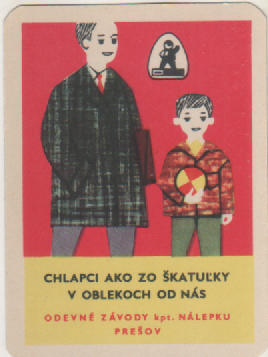 CHLAPCI AKO ZO ŠKATUĽKY
V OBLEKOCH OD NÁS
ODEVNÉ ZÁVODY kpt. NÁLEPKU
PREŠOV